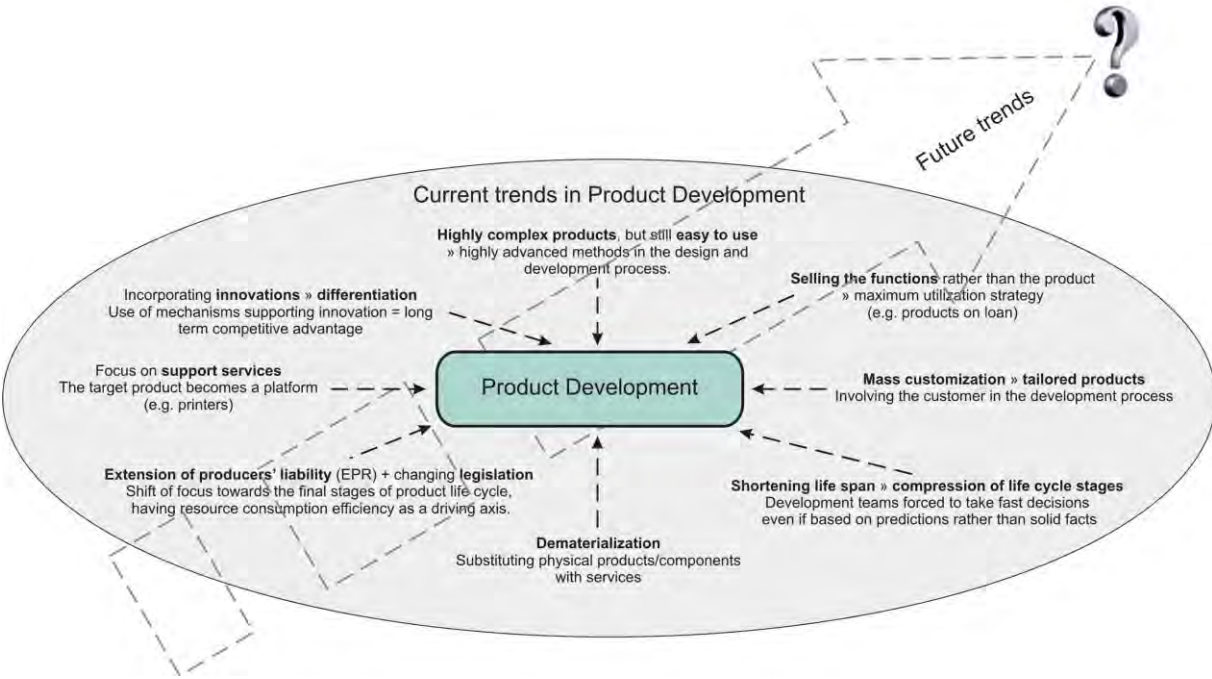 ?
Future trends
Current trends in Product Development
Highly complex products, but still easy to use
» highly advanced methods in the design and
development process.
Selling the functions rather than the product
» maximum utilization strategy
(e.g. products on loan)
Incorporating innovations » differentiation
Use of mechanisms supporting innovation = long
term competitive advantage
Focus on support services
The target product becomes a platform
(e.g. printers)
Product Development
Mass customization » tailored products
Involving the customer in the development process
Extension of producers' liability (EPR) + changing legislation
Shift of focus towards the final stages of product life cycle,
having resource consumption efficiency as a driving axis.
Shortening life span » compression of life cycle stages
Development teams forced to take fast decisions
even if based on predictions rather than solid facts
Dematerialization
Substituting physical products/components
with services